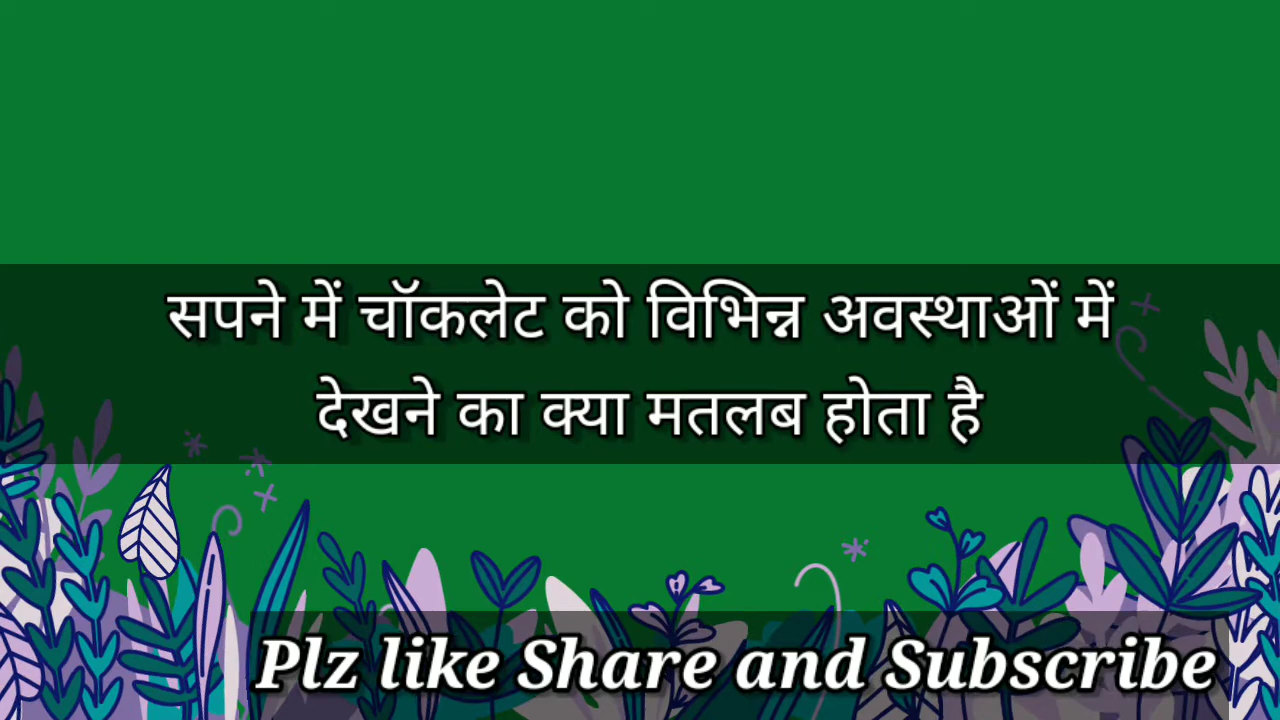 सपने में चॉकलेट को विभिन्न अवस्थाओं में
देखने का क्या मतलब होता है
Plz like Share and Subscribe